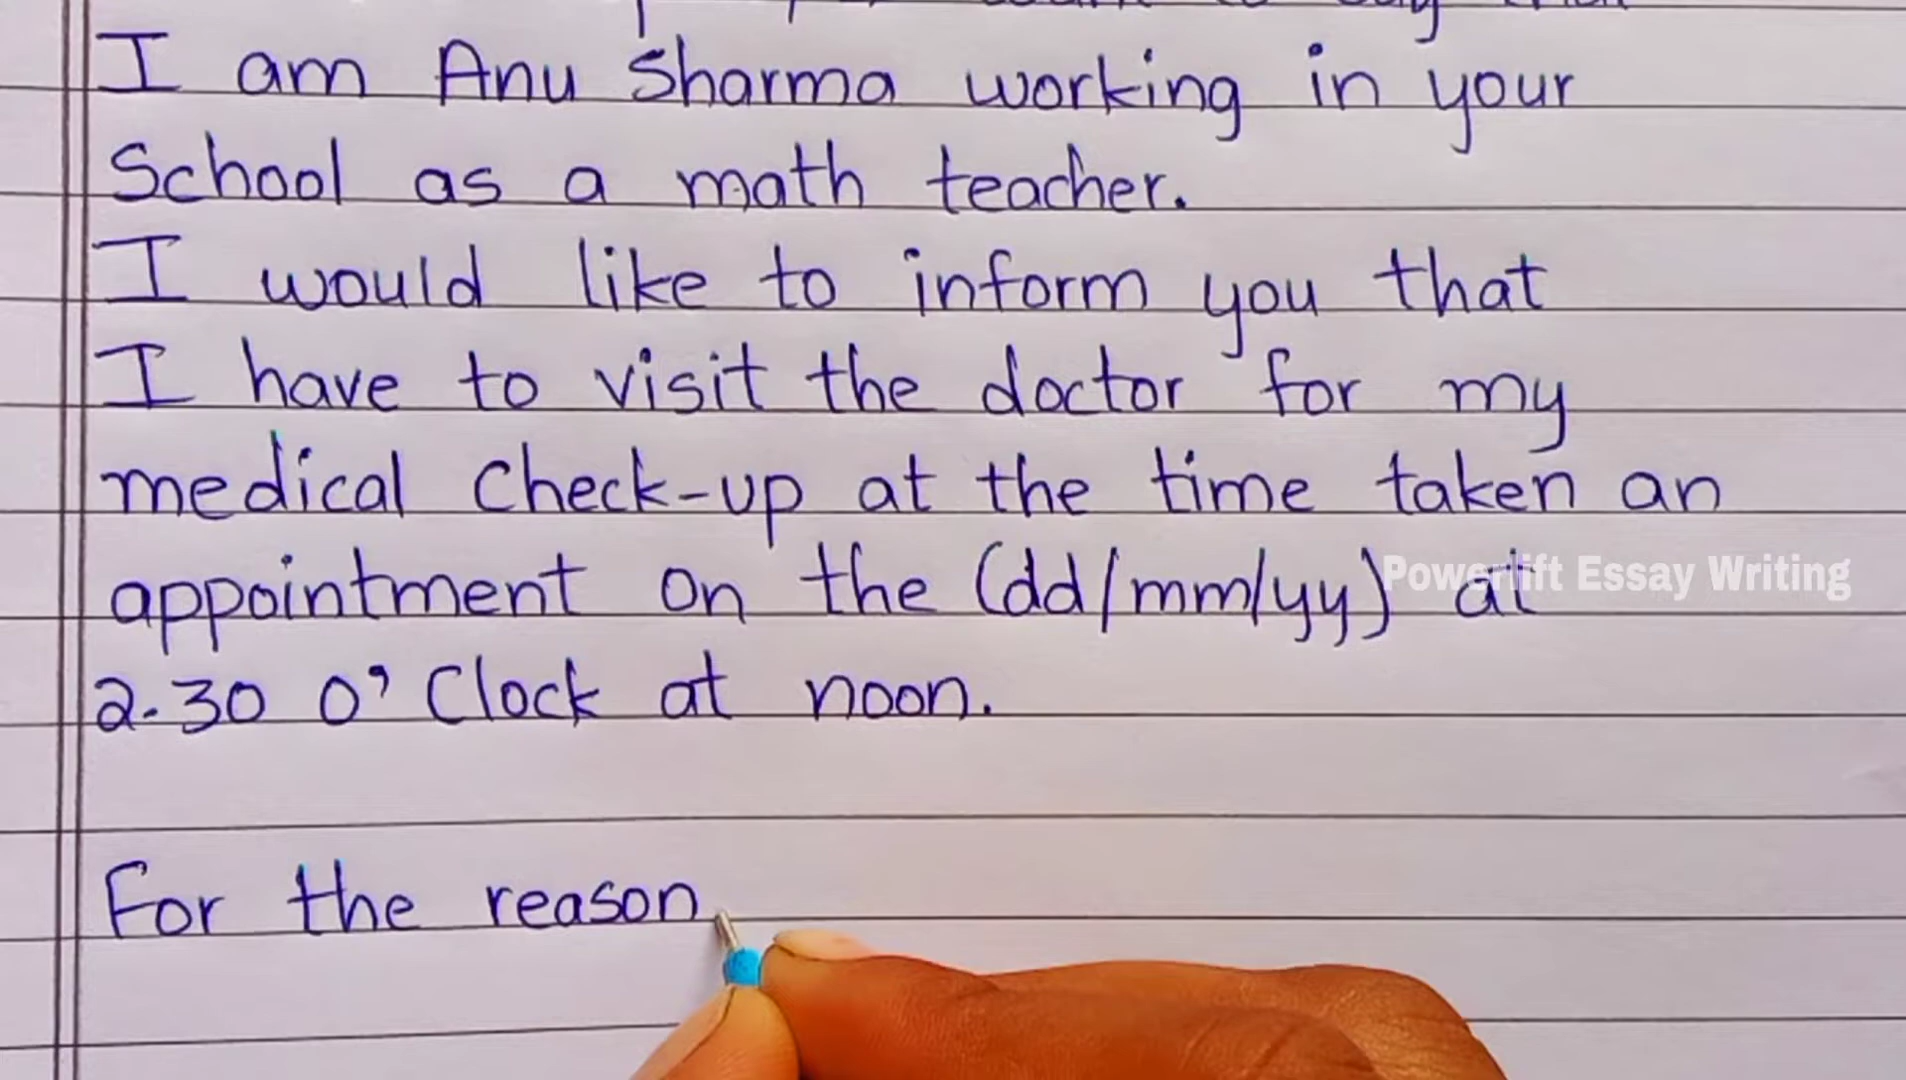 I am Anu Sharma working in your
School as a math teacher.
I would like to inform you that
I have to visit the doctor for my
medical Check-up at the time taken an
appointment on the (dd/mm/yy) at
Powerlift Essay Writing
2.30 O' Clock at noon.
For the reason